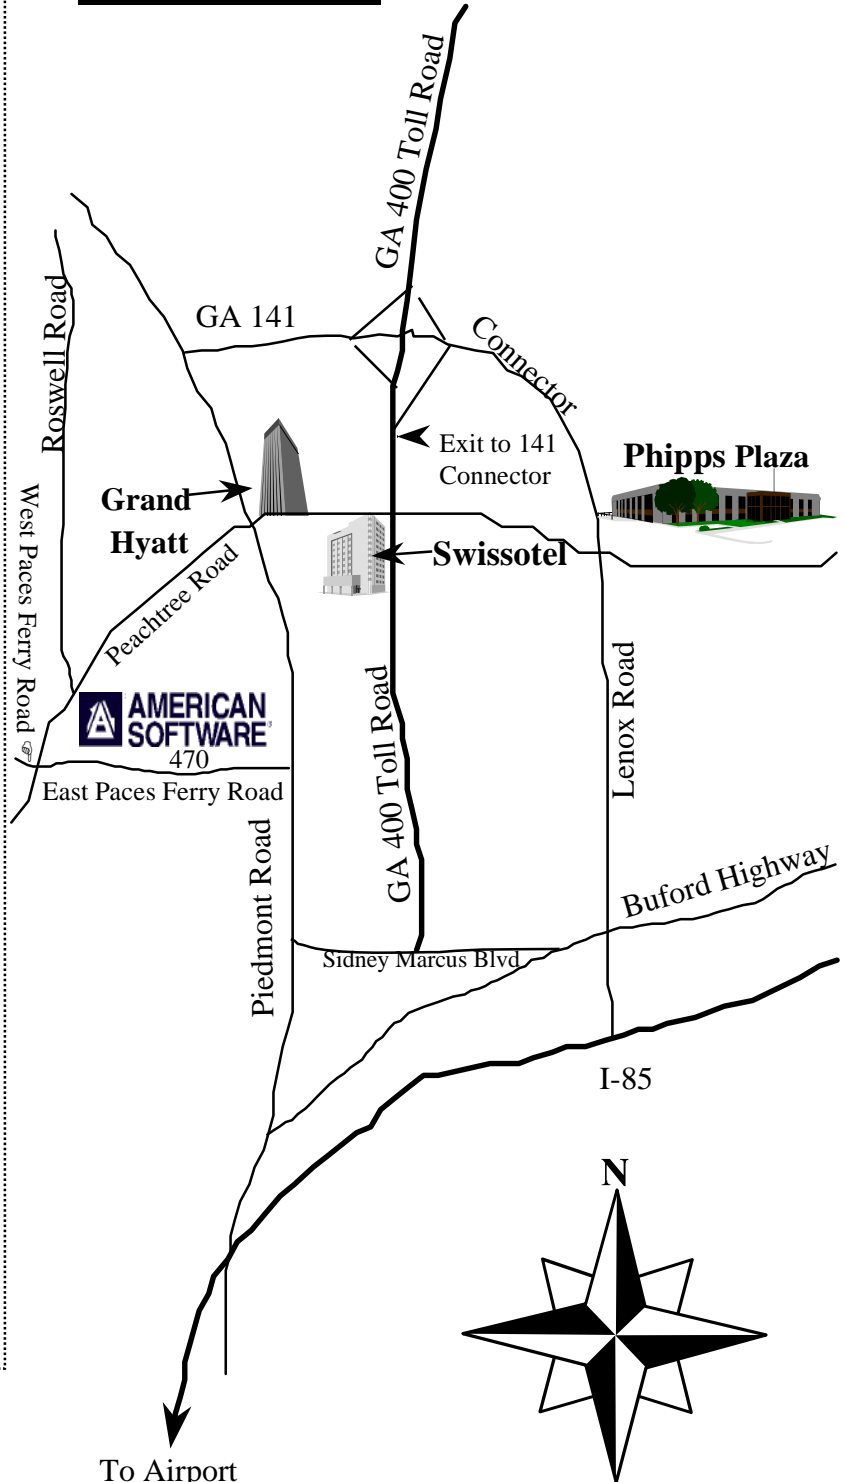 GA 400 Toll Road
GA 141
Connector
Roswell Road
Exit to 141
Connector
Phipps Plaza
Grand
Hyatt
Swissotel
West Paces Ferry Road
Peachtree Road
AMERICAN
SOFTWARE
470
East Paces Ferry Road
GA 400 Toll Road
Lenox Road
Piedmont Road
Buford Highway
Sidney Marcus Blvd
I-85
N
To Airport